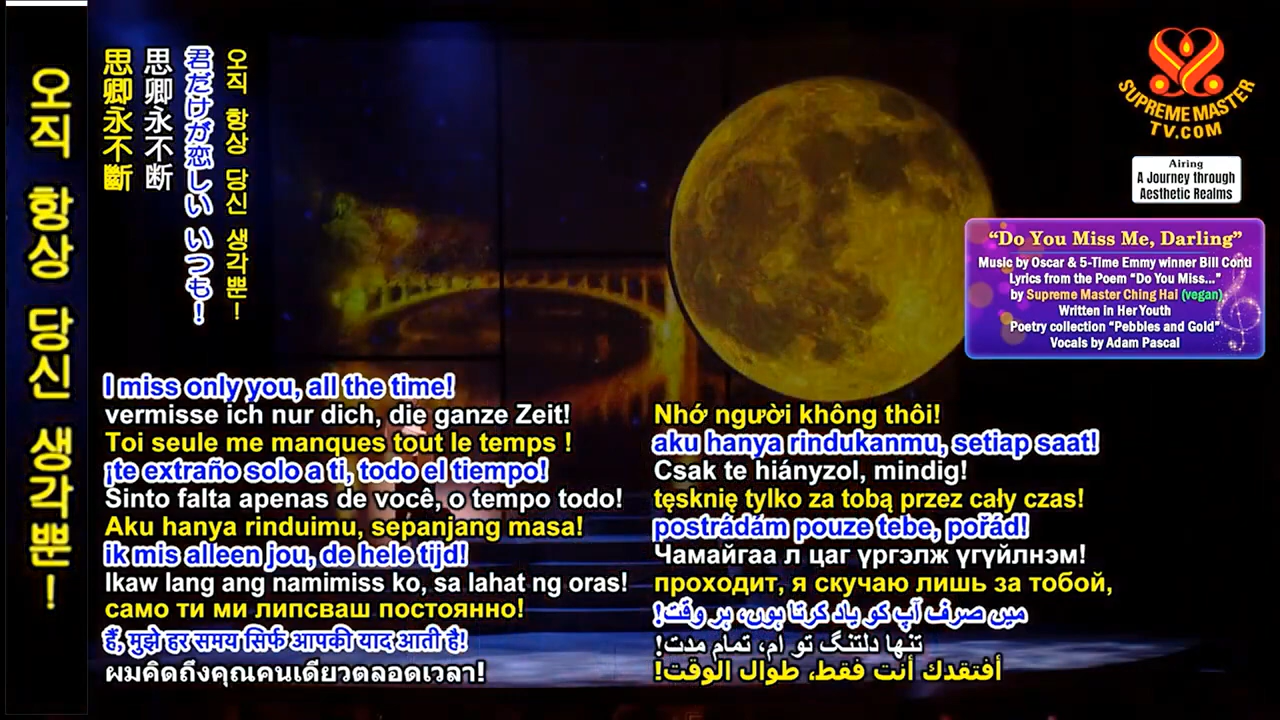 오직 항상 당신 생각뿐!
思卿永不斷
思卿永不断
君だけが恋しい いつも!
오직 항상 당신 생각뿐!
SUPREME MASTER
TV.COM
Airing
A Journey through
Aesthetic Realms
“Do You Miss Me, Darling”
Music by Oscar & 5-Time Emmy winner Bill Conti
Lyrics from the Poem “Do You Miss...”
by Supreme Master Ching Hai (vegan)
Written in Her Youth
Poetry collection “Pebbles and Gold”
Vocals by Adam Pascal
I miss only you, all the time!
vermisse ich nur dich, die ganze Zeit!
Toi seule me manques tout le temps !
¡te extraño solo a ti, todo el tiempo!
Sinto falta apenas de você, o tempo todo!
Aku hanya rinduimu, sepanjang masa!
ik mis alleen jou, de hele tijd!
Ikaw lang ang namimiss ko, sa lahat ng oras!
само ти ми липсваш постоянно!
हैं, मुझे हर समय सिर्फ आपकी याद आती है!
ผมคิดถึงคุณคนเดียวตลอดเวลา!
Nhớ người không thôi!
aku hanya rindukanmu, setiap saat!
Csak te hiányzol, mindig!
tęsknię tylko za tobą przez cały czas!
postrádám pouze tebe, pořád!
Чамайгаа л цаг үргэлж үгүйлнэм!
проходит, я скучаю лишь за тобой,
میں صرف آپ کو یاد کرتا ہوں، ہر وقت!
تنها دلتنگ تو ام، تمام مدت!
أفتقدك أنت فقط، طوال الوقت!